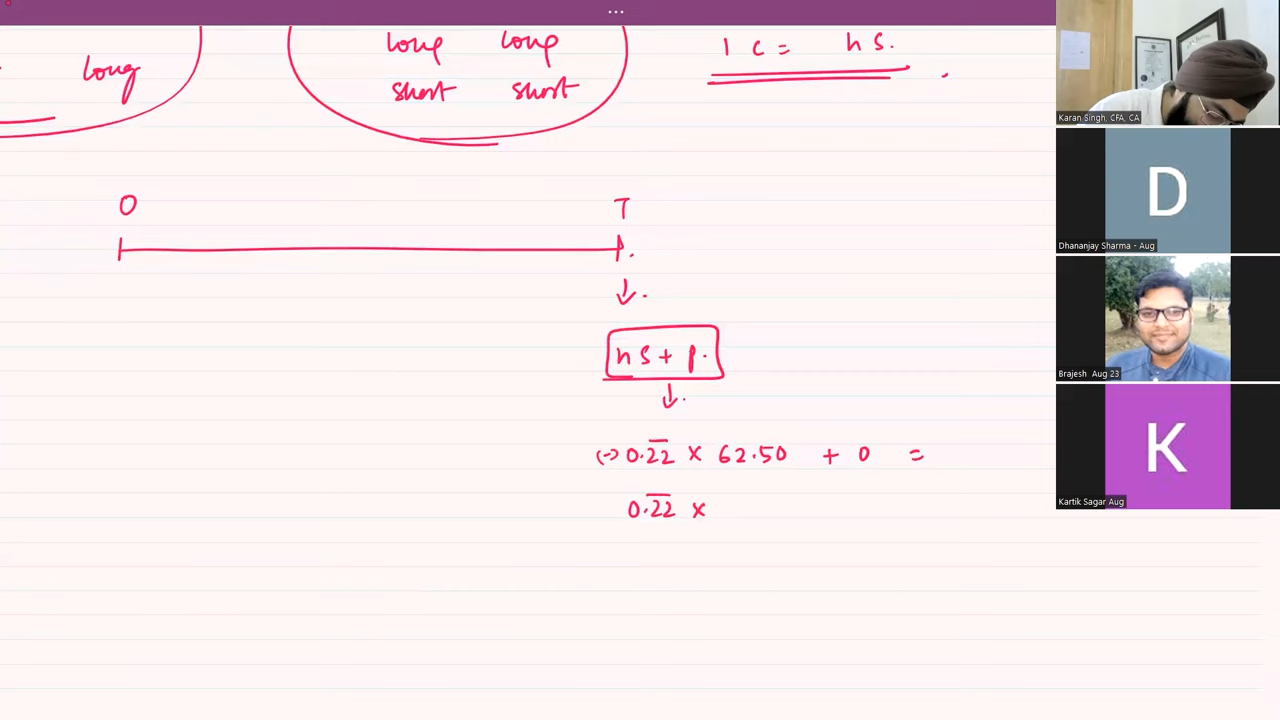 ...
long
long long
short short
1 c = h S.
0 T
h S + p.
(->) 0.22 x 62.50 + 0 =
0.22 x
Karan Singh, CFA, CA
D
Dhananjay Sharma - Aug
Brajesh Aug 23
K
Kartik Sagar Aug